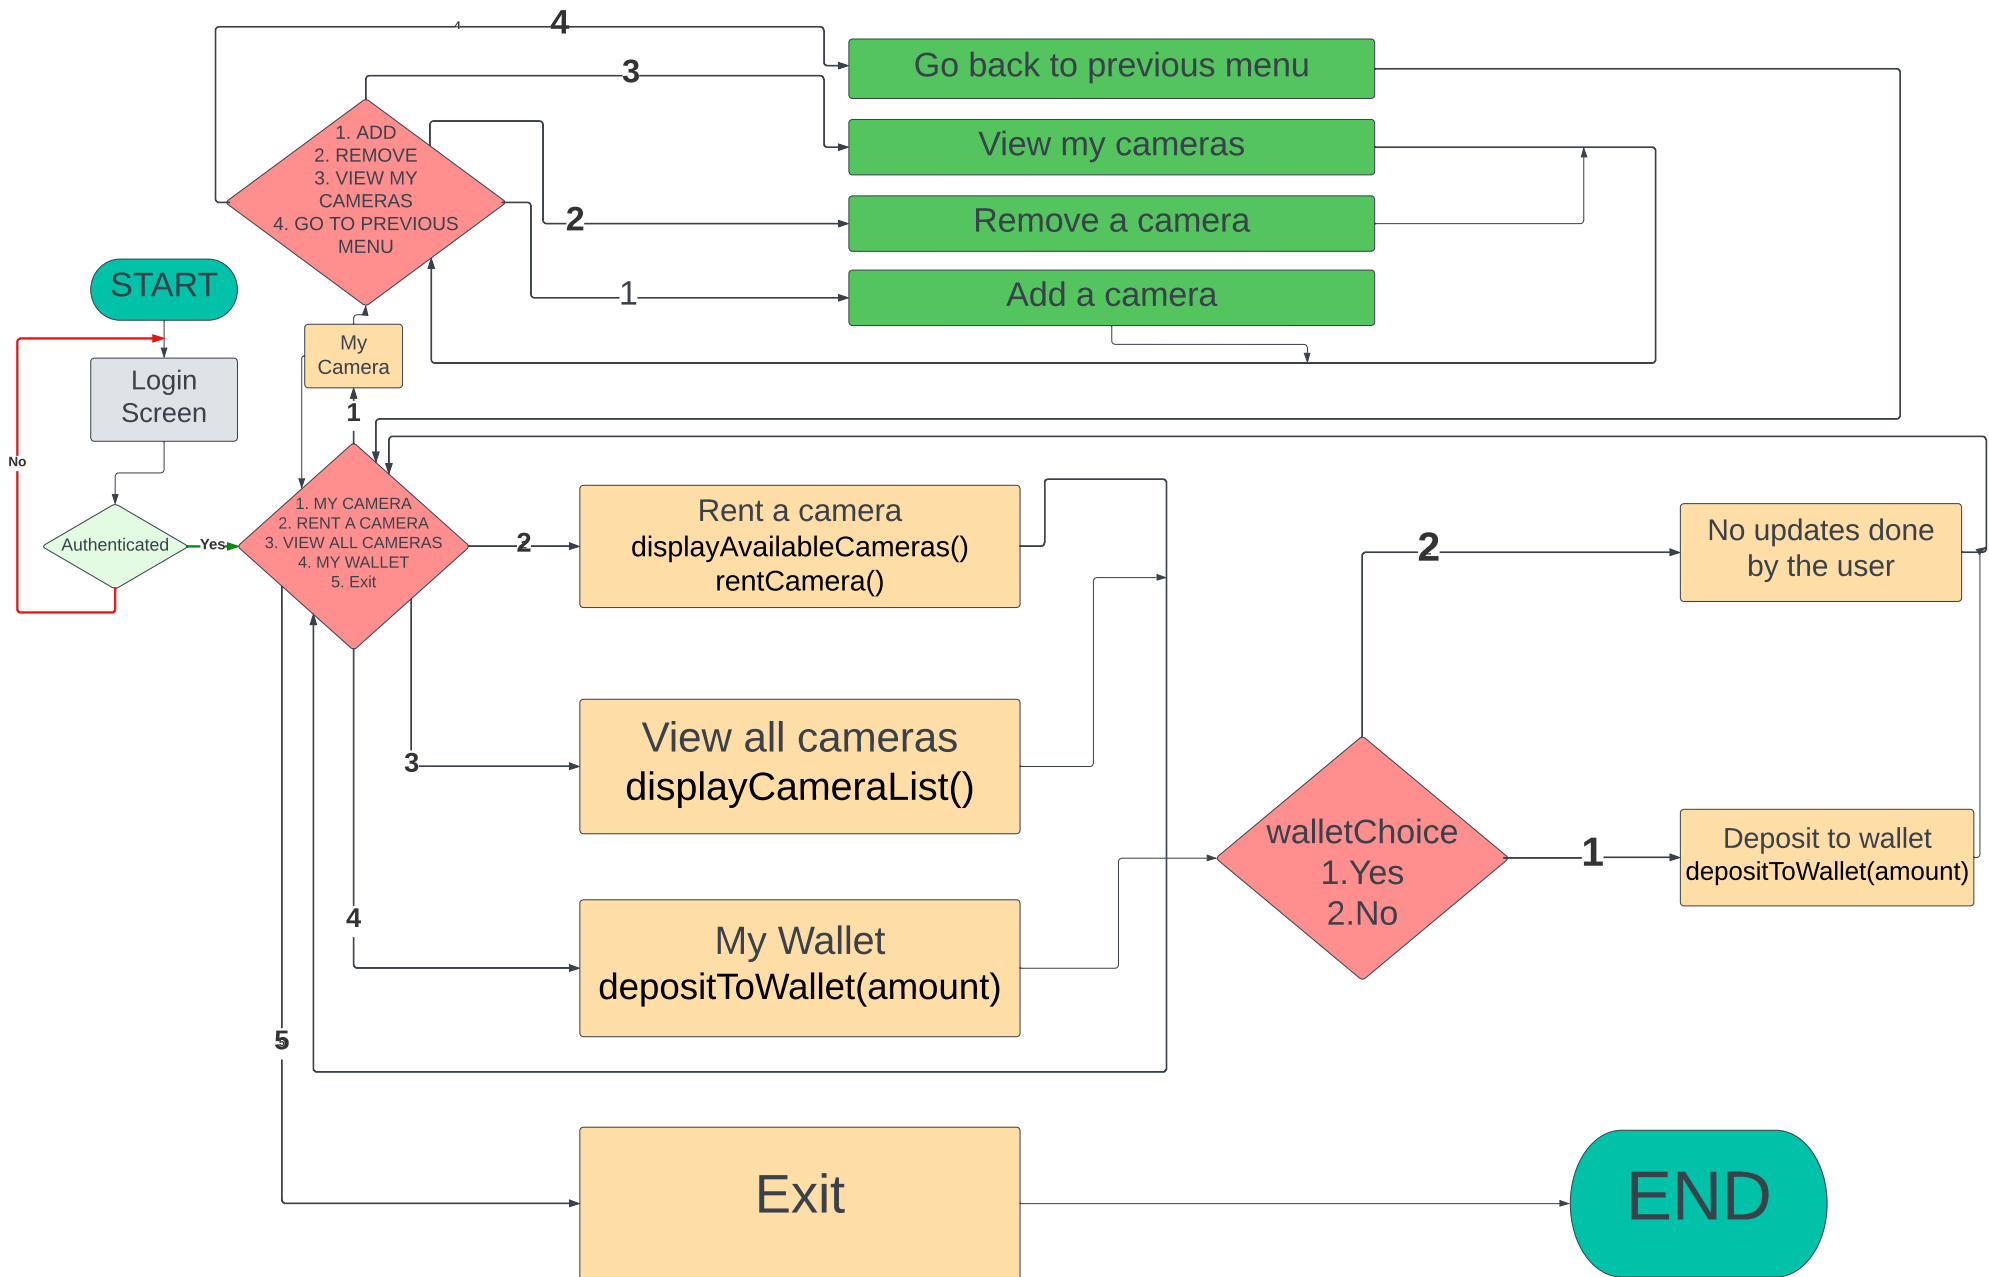 4
4
Go back to previous menu
3
View my cameras
1. ADD
2. REMOVE
3. VIEW MY
CAMERAS
4. GO TO PREVIOUS
MENU
2
Remove a camera
1
Add a camera
START
My
Camera
Login
Screen
1
No
Authenticated
Yes
1. MY CAMERA
2. RENT A CAMERA
3. VIEW ALL CAMERAS
4. MY WALLET
5. Exit
2
Rent a camera
displayAvailableCameras()
rentCamera()
2
No updates done
by the user
3
View all cameras
displayCameraList()
walletChoice
1.Yes
2.No
1
Deposit to wallet
depositToWallet(amount)
4
My Wallet
depositToWallet(amount)
5
Exit
END